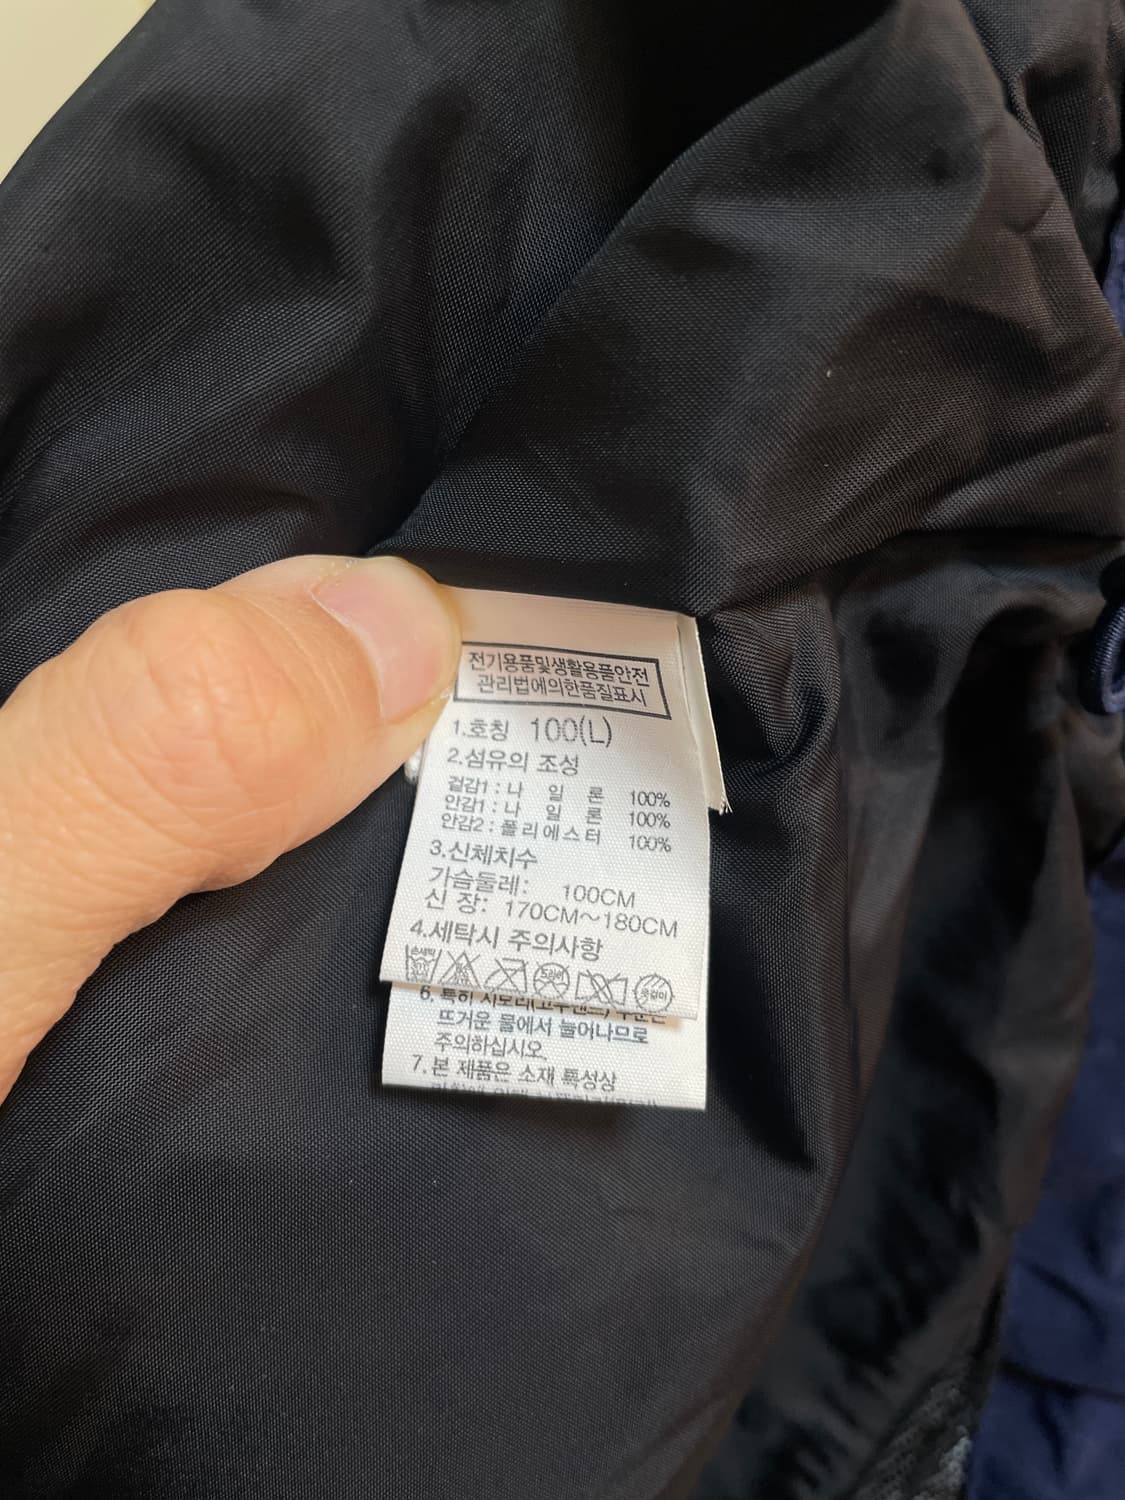 전기용품및생활용품안전
관리법에의한품질표시
1.호칭 100(L)
2.섬유의 조성
겉감1 : 나 일 론 100%
안감1 : 나 일 론 100%
안감2 : 폴리에스터 100%
3.신체치수
가슴둘레: 100CM
신 장: 170CM~180CM
4.세탁시 주의사항
6. 특히
뜨거운 물에서 늘어나므로
주의하십시오.
7. 본 제품은 소재 특성상